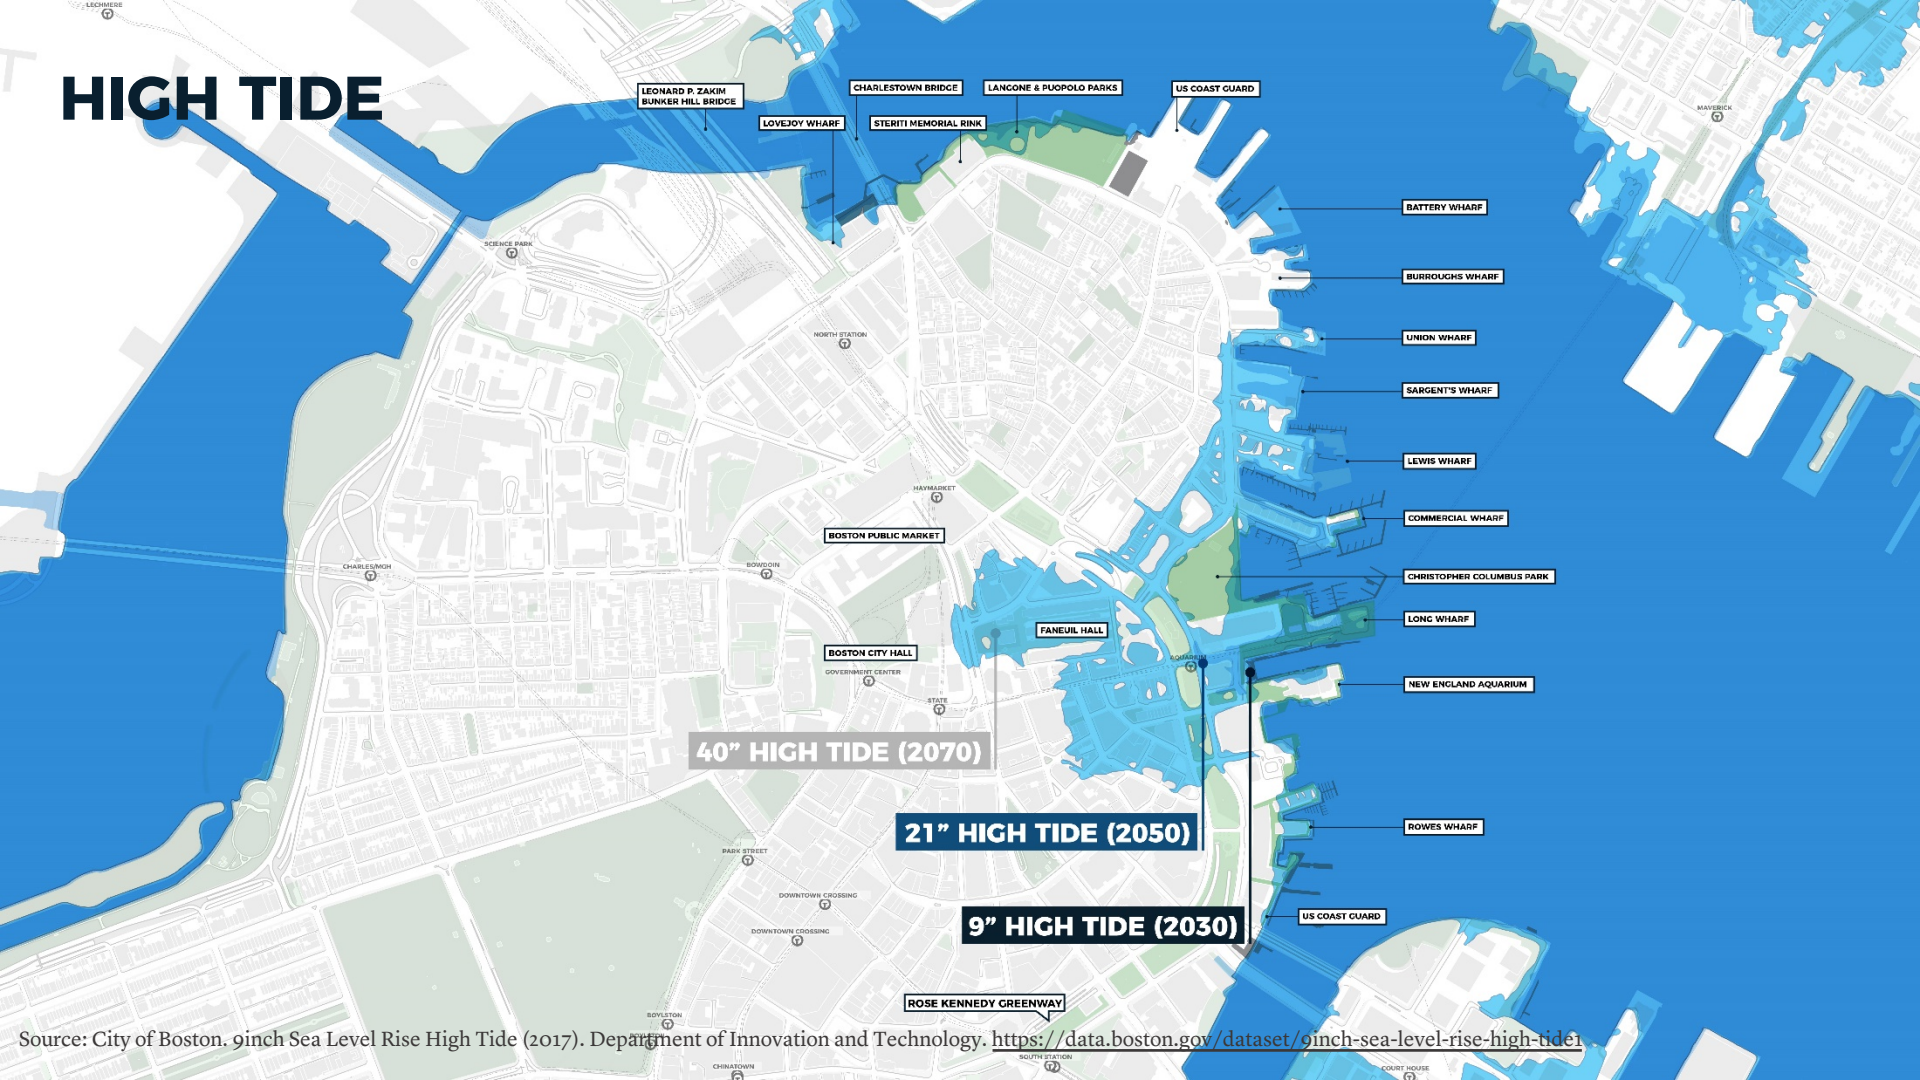 LECHMERE
HIGH TIDE
LEONARD P. ZAKIM
BUNKER HILL BRIDGE
CHARLESTOWN BRIDGE
LANGONE & PUOPOLO PARKS
US COAST GUARD
LOVEJOY WHARF
STERITI MEMORIAL RINK
MAVERICK
BATTERY WHARF
SCIENCE PARK
BURROUGHS WHARF
NORTH STATION
UNION WHARF
SARGENT'S WHARF
LEWIS WHARF
HAYMARKET
COMMERCIAL WHARF
BOSTON PUBLIC MARKET
CHARLES/MGH
BOWDOIN
CHRISTOPHER COLUMBUS PARK
LONG WHARF
FANEUIL HALL
BOSTON CITY HALL
AQUARIUM
GOVERNMENT CENTER
NEW ENGLAND AQUARIUM
STATE
40” HIGH TIDE (2070)
21” HIGH TIDE (2050)
ROWES WHARF
PARK STREET
DOWNTOWN CROSSING
9” HIGH TIDE (2030)
US COAST GUARD
DOWNTOWN CROSSING
ROSE KENNEDY GREENWAY
BOYLSTON
Source: City of Boston. 9inch Sea Level Rise High Tide (2017). Department of Innovation and Technology. https://data.boston.gov/dataset/9inch-sea-level-rise-high-tide1
SOUTH STATION
CHINATOWN
COURT HOUSE